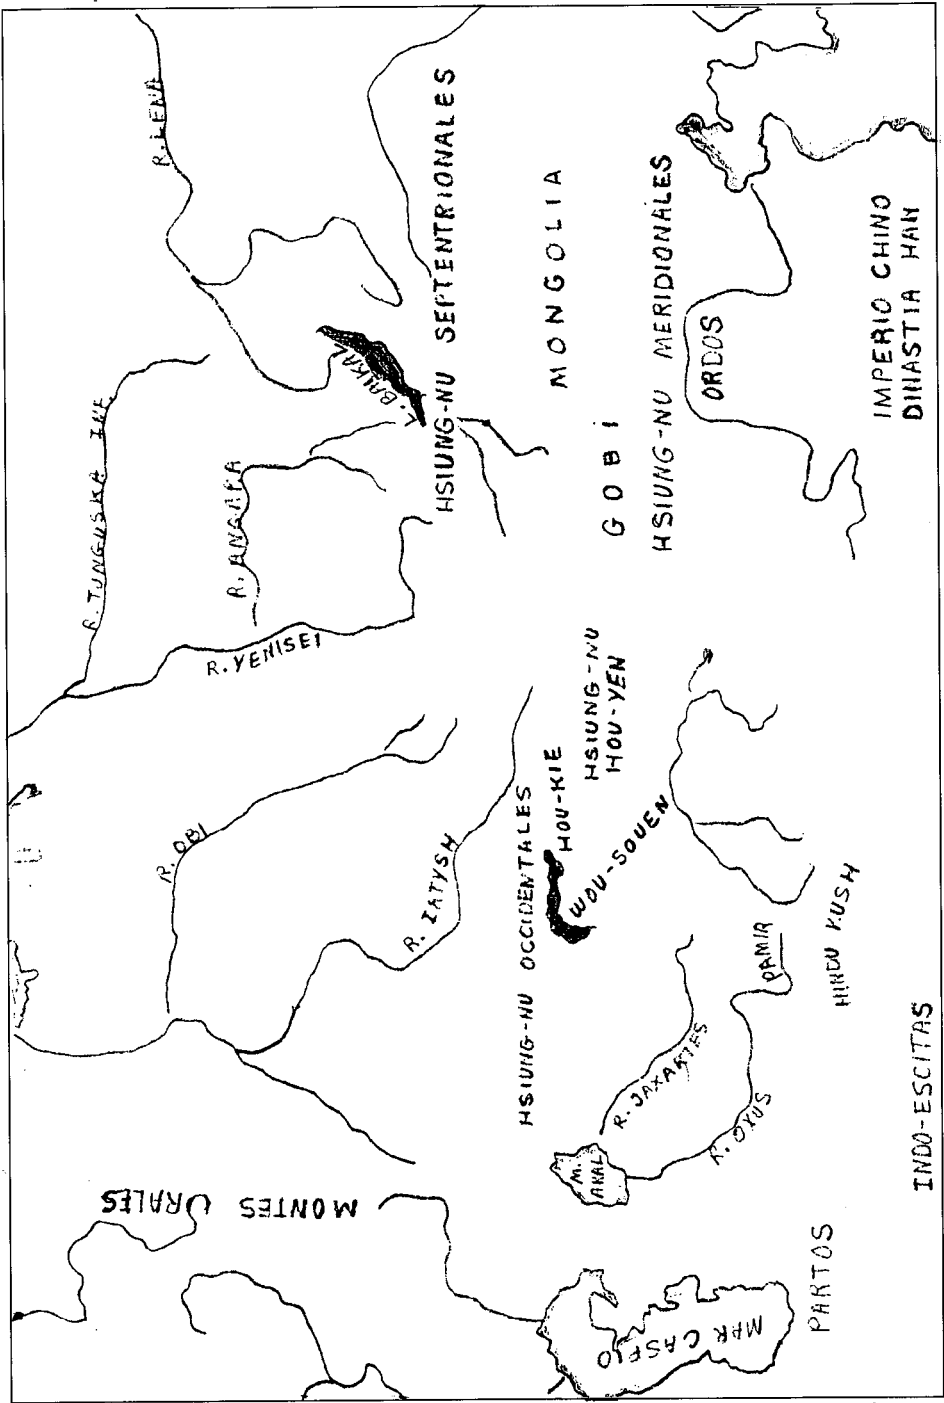 R. LENA
R. TUNGUSKA INF.
R. ANGARA
R. YENISEI
L. BAIKAL
R. OBI
R. IRTYSH
MONTES URALES
HSIUNG-NU SEPTENTRIONALES
MONGOLIA
GOBI
HSIUNG-NU MERIDIONALES
ORDOS
IMPERIO CHINO
DINASTIA HAN
HSIUNG-NU OCCIDENTALES
HOU-KIE
HSIUNG-NU
HOU-YEN
WOU-SOUEN
M.
ARAL
R. JAXARTES
R. OXUS
PAMIR
HINDU KUSH
MAR CASPIO
PARTOS
INDO-ESCITAS